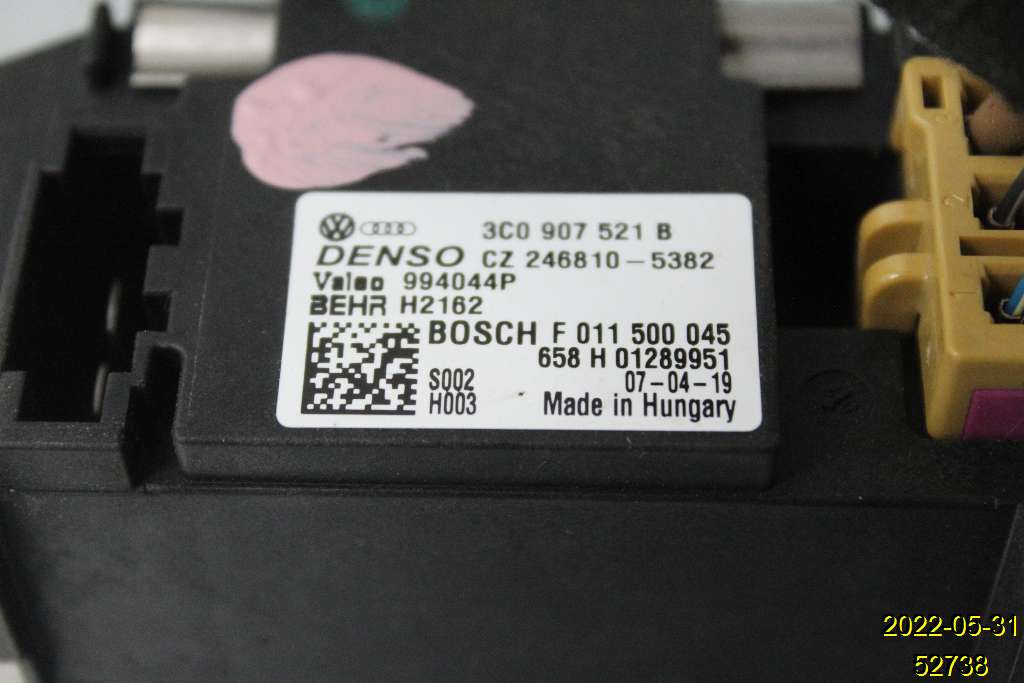 3C0 907 521 B
DENSO CZ 246810-5382
Valeo 994044P
BEHR H2162
BOSCH F 011 500 045
658 H 01289951
S002 07-04-19
H003 Made in Hungary
2022-05-31
52738